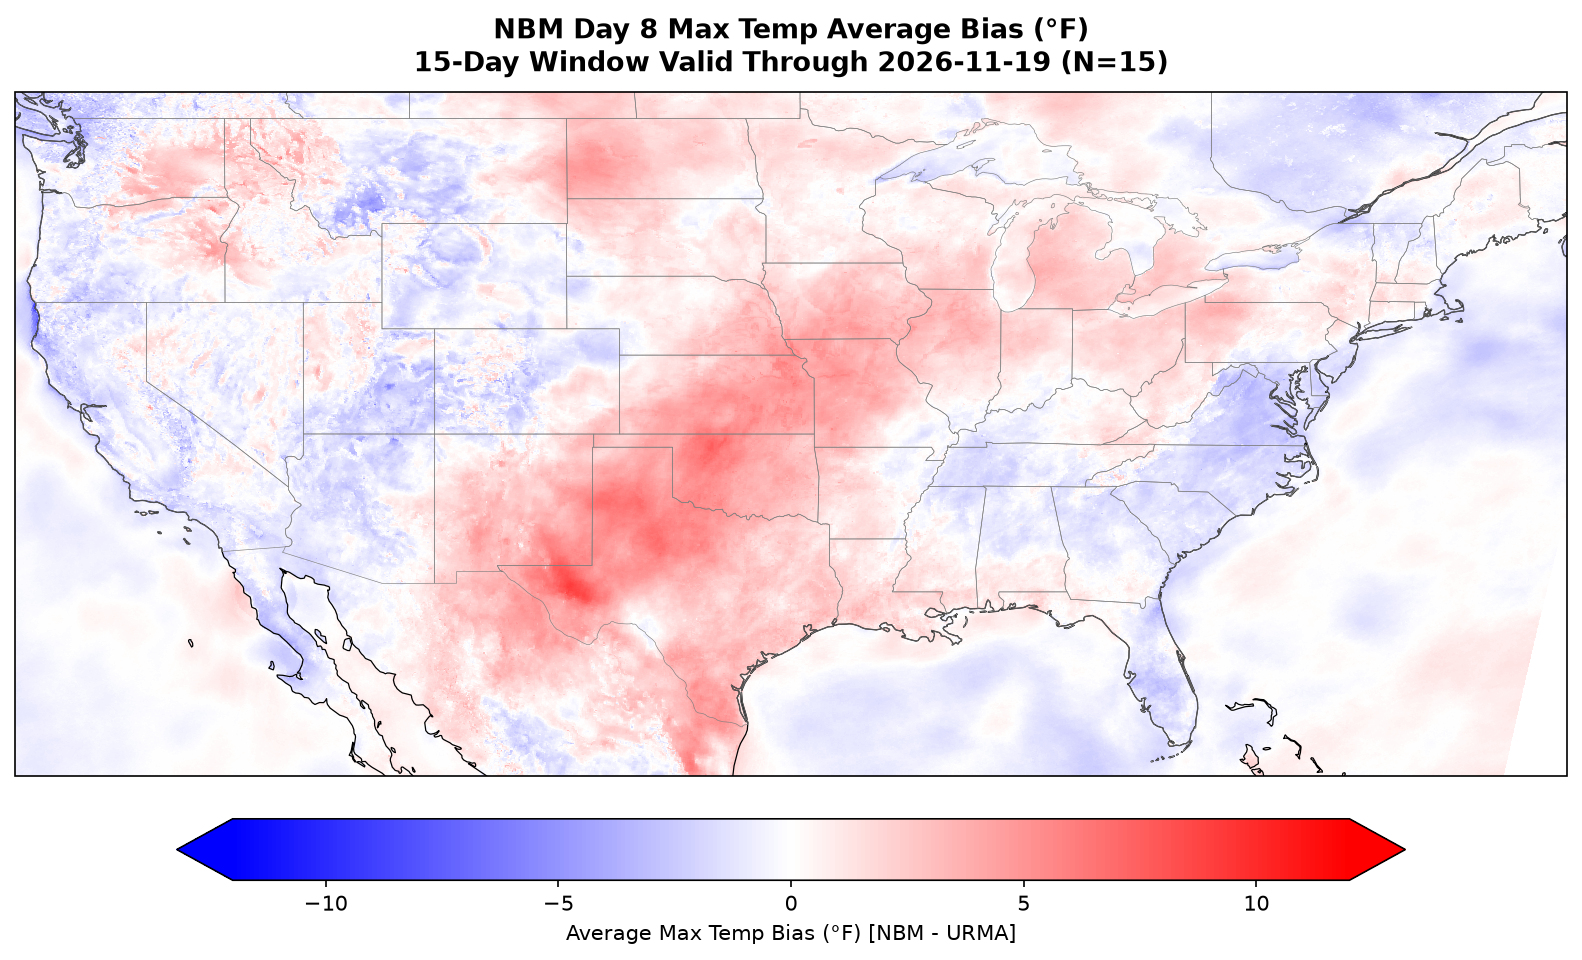 NBM Day 8 Max Temp Average Bias (°F)
15-Day Window Valid Through 2026-11-19 (N=15)
−10 −5 0 5 10
Average Max Temp Bias (°F) [NBM - URMA]